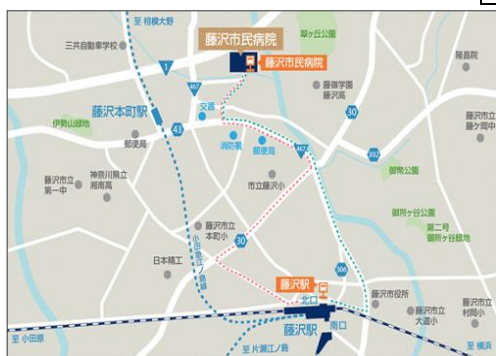 至 相模大野
三共自動車学校
藤沢市民病院
翠ヶ丘公園
1
藤沢市民病院
隆昌院
467
交番
藤嶺学園
藤沢高
藤沢本町駅
30
伊勢山緑地
43
藤沢市立
藤ケ岡中
郵便局
消防署
郵便局
467
302
御幣公園
藤沢市立
第一中
神奈川県立
湘南高
市立藤沢小
御所ヶ谷公園
第二号
御所ヶ谷緑地
藤沢市立
本町小
30
小田急江ノ島線
日本精工
306
藤沢駅
北口
藤沢市役所
藤沢市立
大道小
藤沢市立
村岡小
藤沢駅
南口
至 小田原
至 片瀬江ノ島
至 横浜